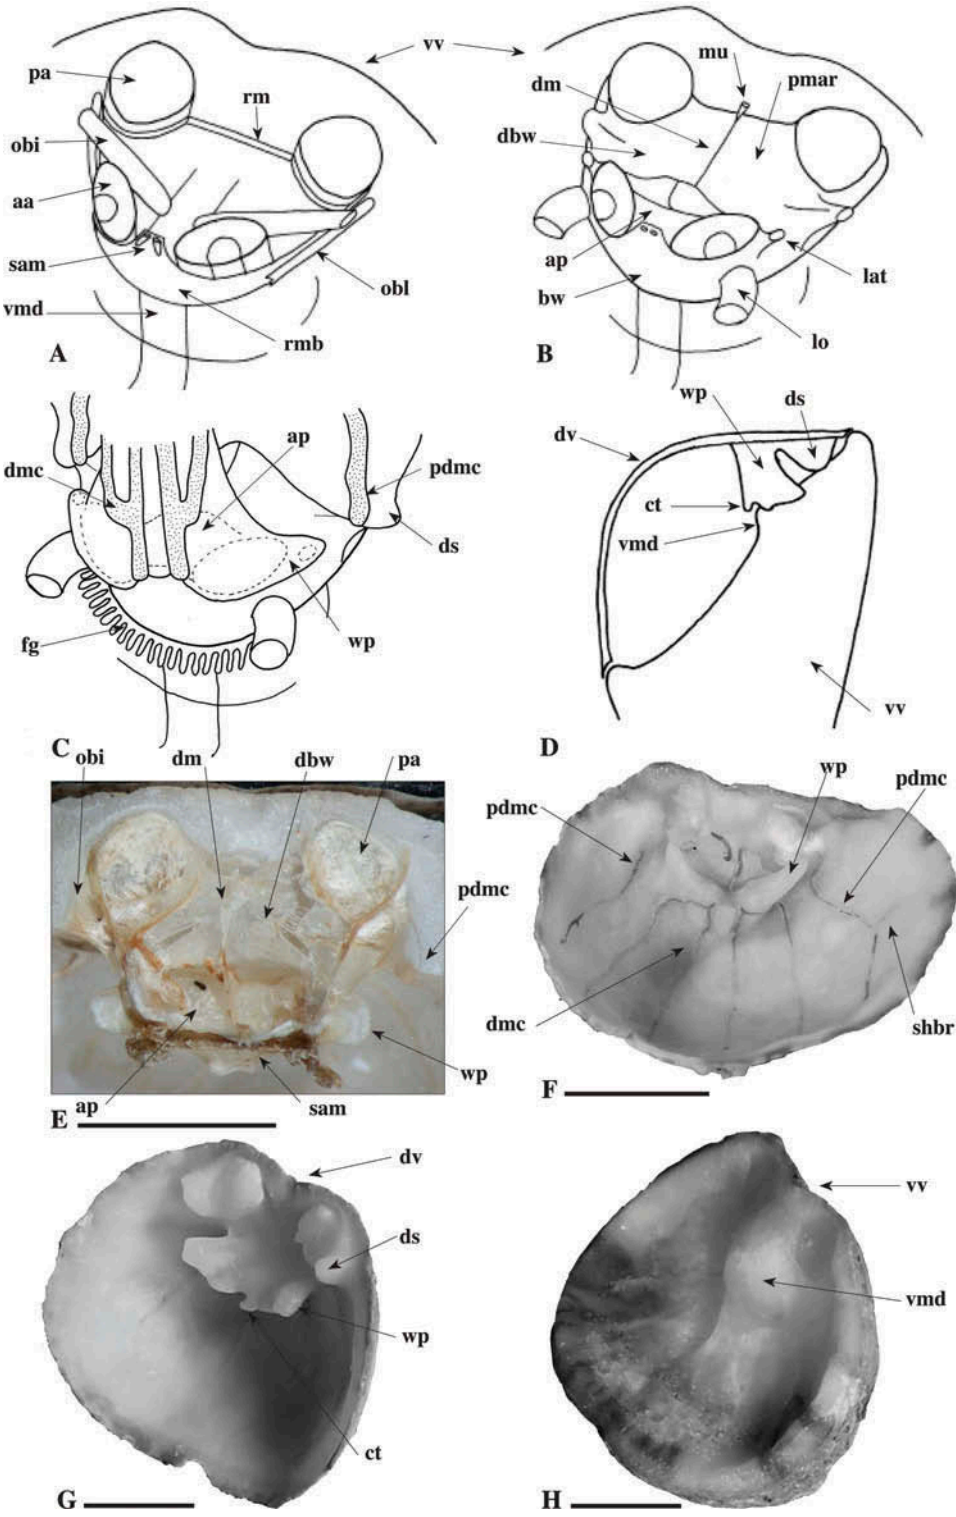 pa
rm
vv
obi
aa
sam
vmd
obl
rmb
A
mu
dm
pmar
dbw
ap
bw
lat
lo
B
dmc
ap
pdmc
ds
fg
wp
C
wp
ds
dv
ct
vmd
vv
D
obi
dm
dbw
pa
pdmc
wp
ap
sam
E
wp
pdmc
pdmc
dmc
shbr
F
dv
ds
wp
ct
G
vv
vmd
H